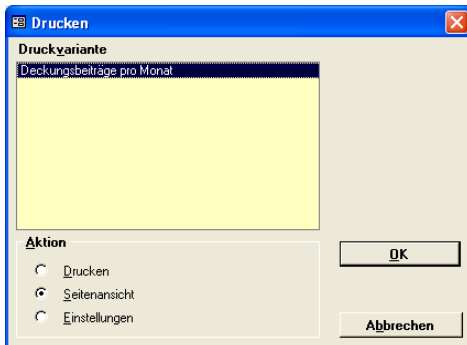 Drucken
Druckvariante
Deckungsbeiträge pro Monat
Aktion
Drucken
Seitenansicht
Einstellungen
OK
Abbrechen